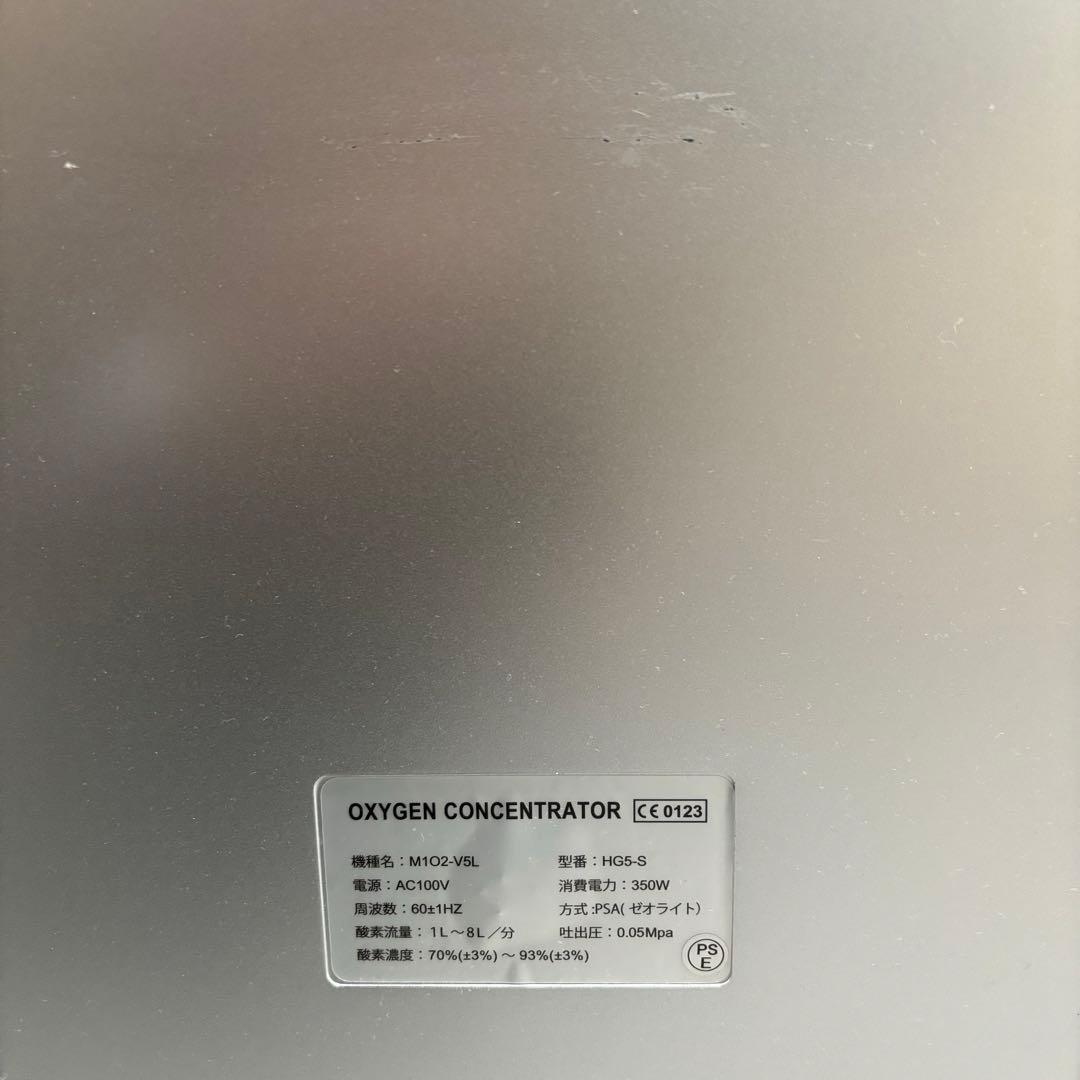 OXYGEN CONCENTRATOR CE 0123
機種名：M1O2-V5L 型番：HG5-S
電源：AC100V 消費電力：350W
周波数：60±1HZ 方式:PSA(ゼオライト）
酸素流量： 1L～8L／分 吐出圧：0.05Mpa
酸素濃度：70%(±3%)～93%(±3%)
PS
E